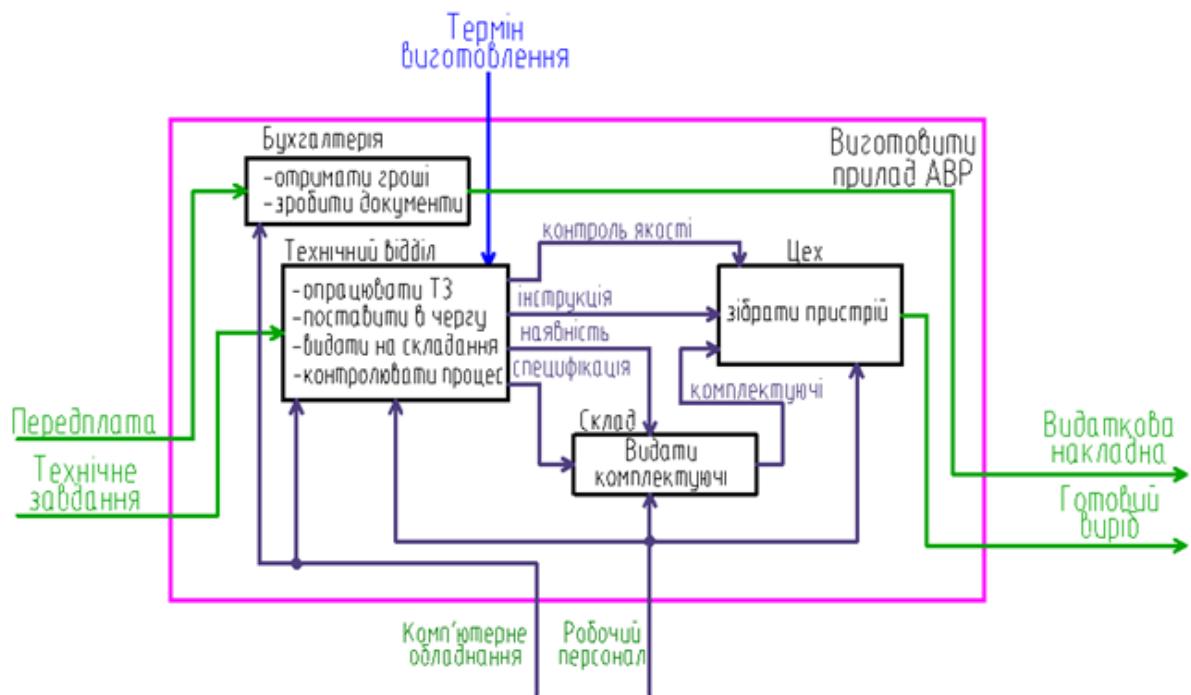 Термін
виготовлення
Бухгалтерія
-отримати гроші
-зробити документи
Виготовити
прилад АВР
контроль якості
Технічний відділ
-опрацювати ТЗ
-поставити в чергу
-видати на складання
-контролювати процес
інструкція
наявність
специфікація
Цех
зібрати пристрій
комплектуючі
Склад
Видати
комплектуючі
Передплата
Технічне
завдання
Видаткова
накладна
Готовий
виріб
Комп'ютерне
обладнання
Робочий
персонал